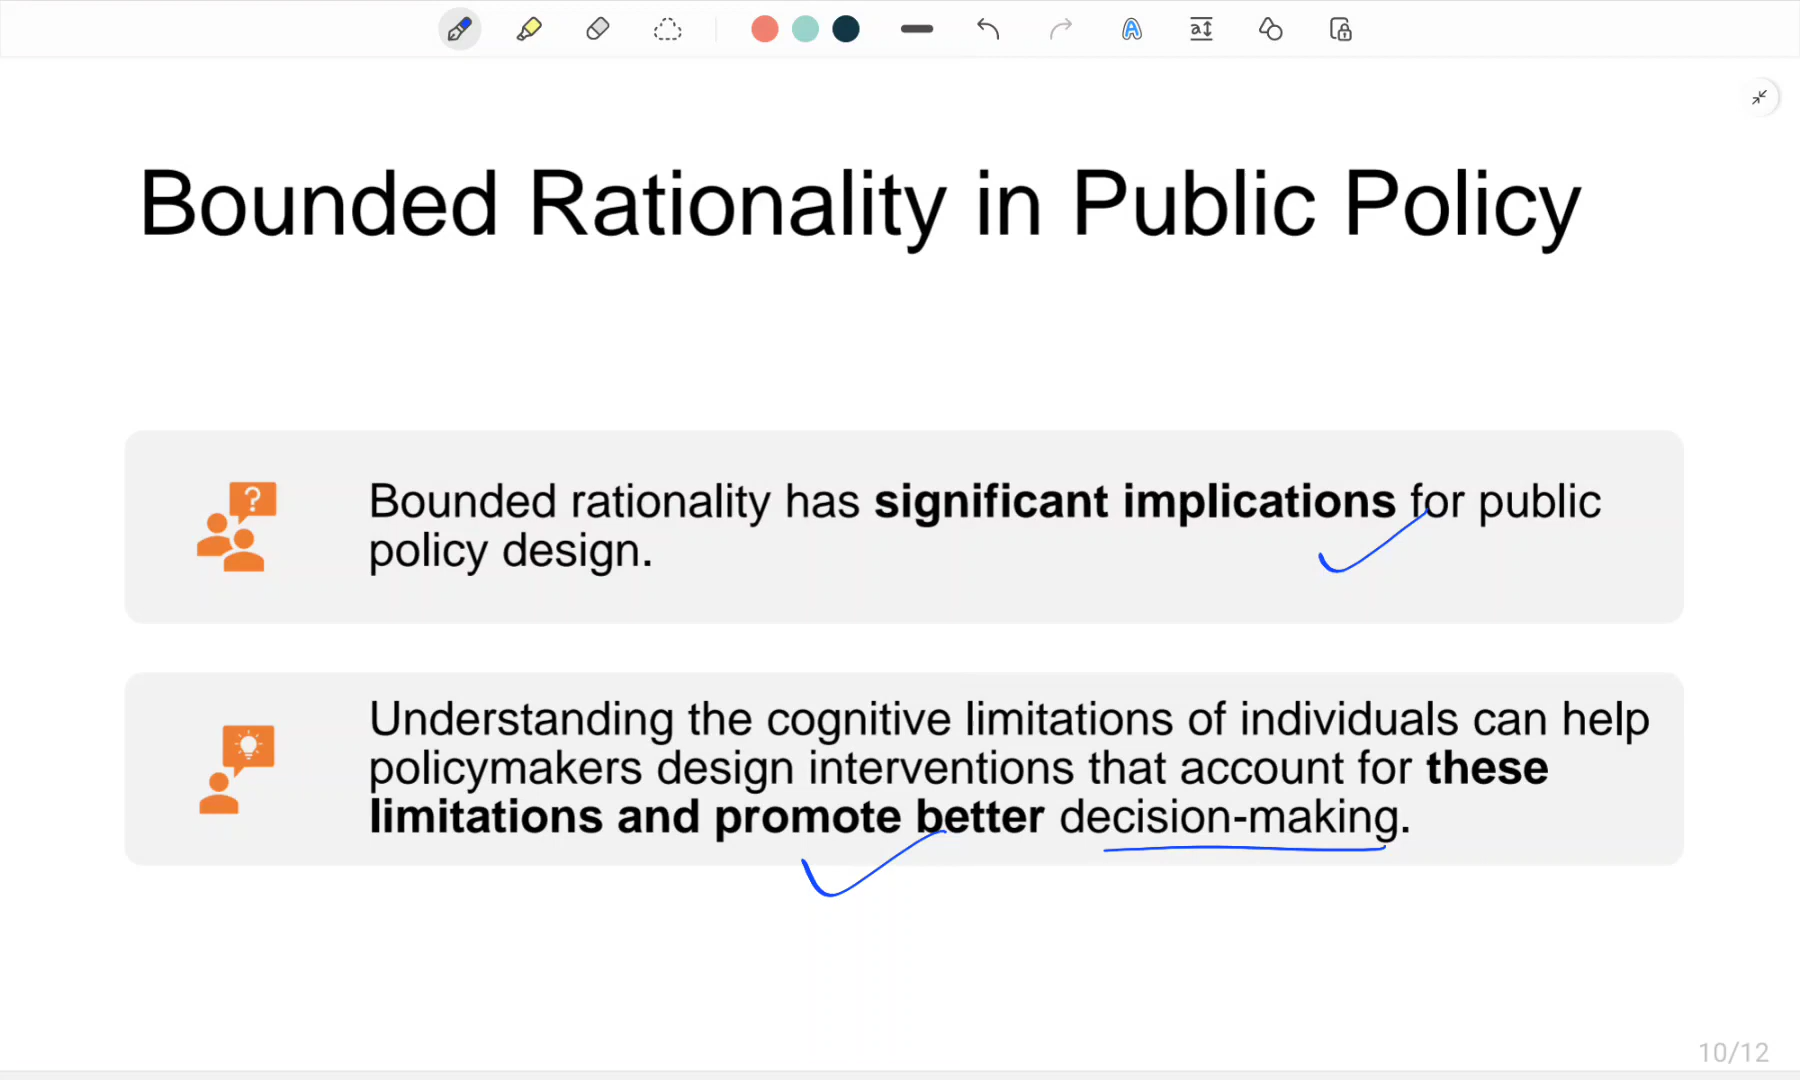 Bounded Rationality in Public Policy
Bounded rationality has significant implications for public
policy design.
Understanding the cognitive limitations of individuals can help
policymakers design interventions that account for these
limitations and promote better decision-making.
10/12